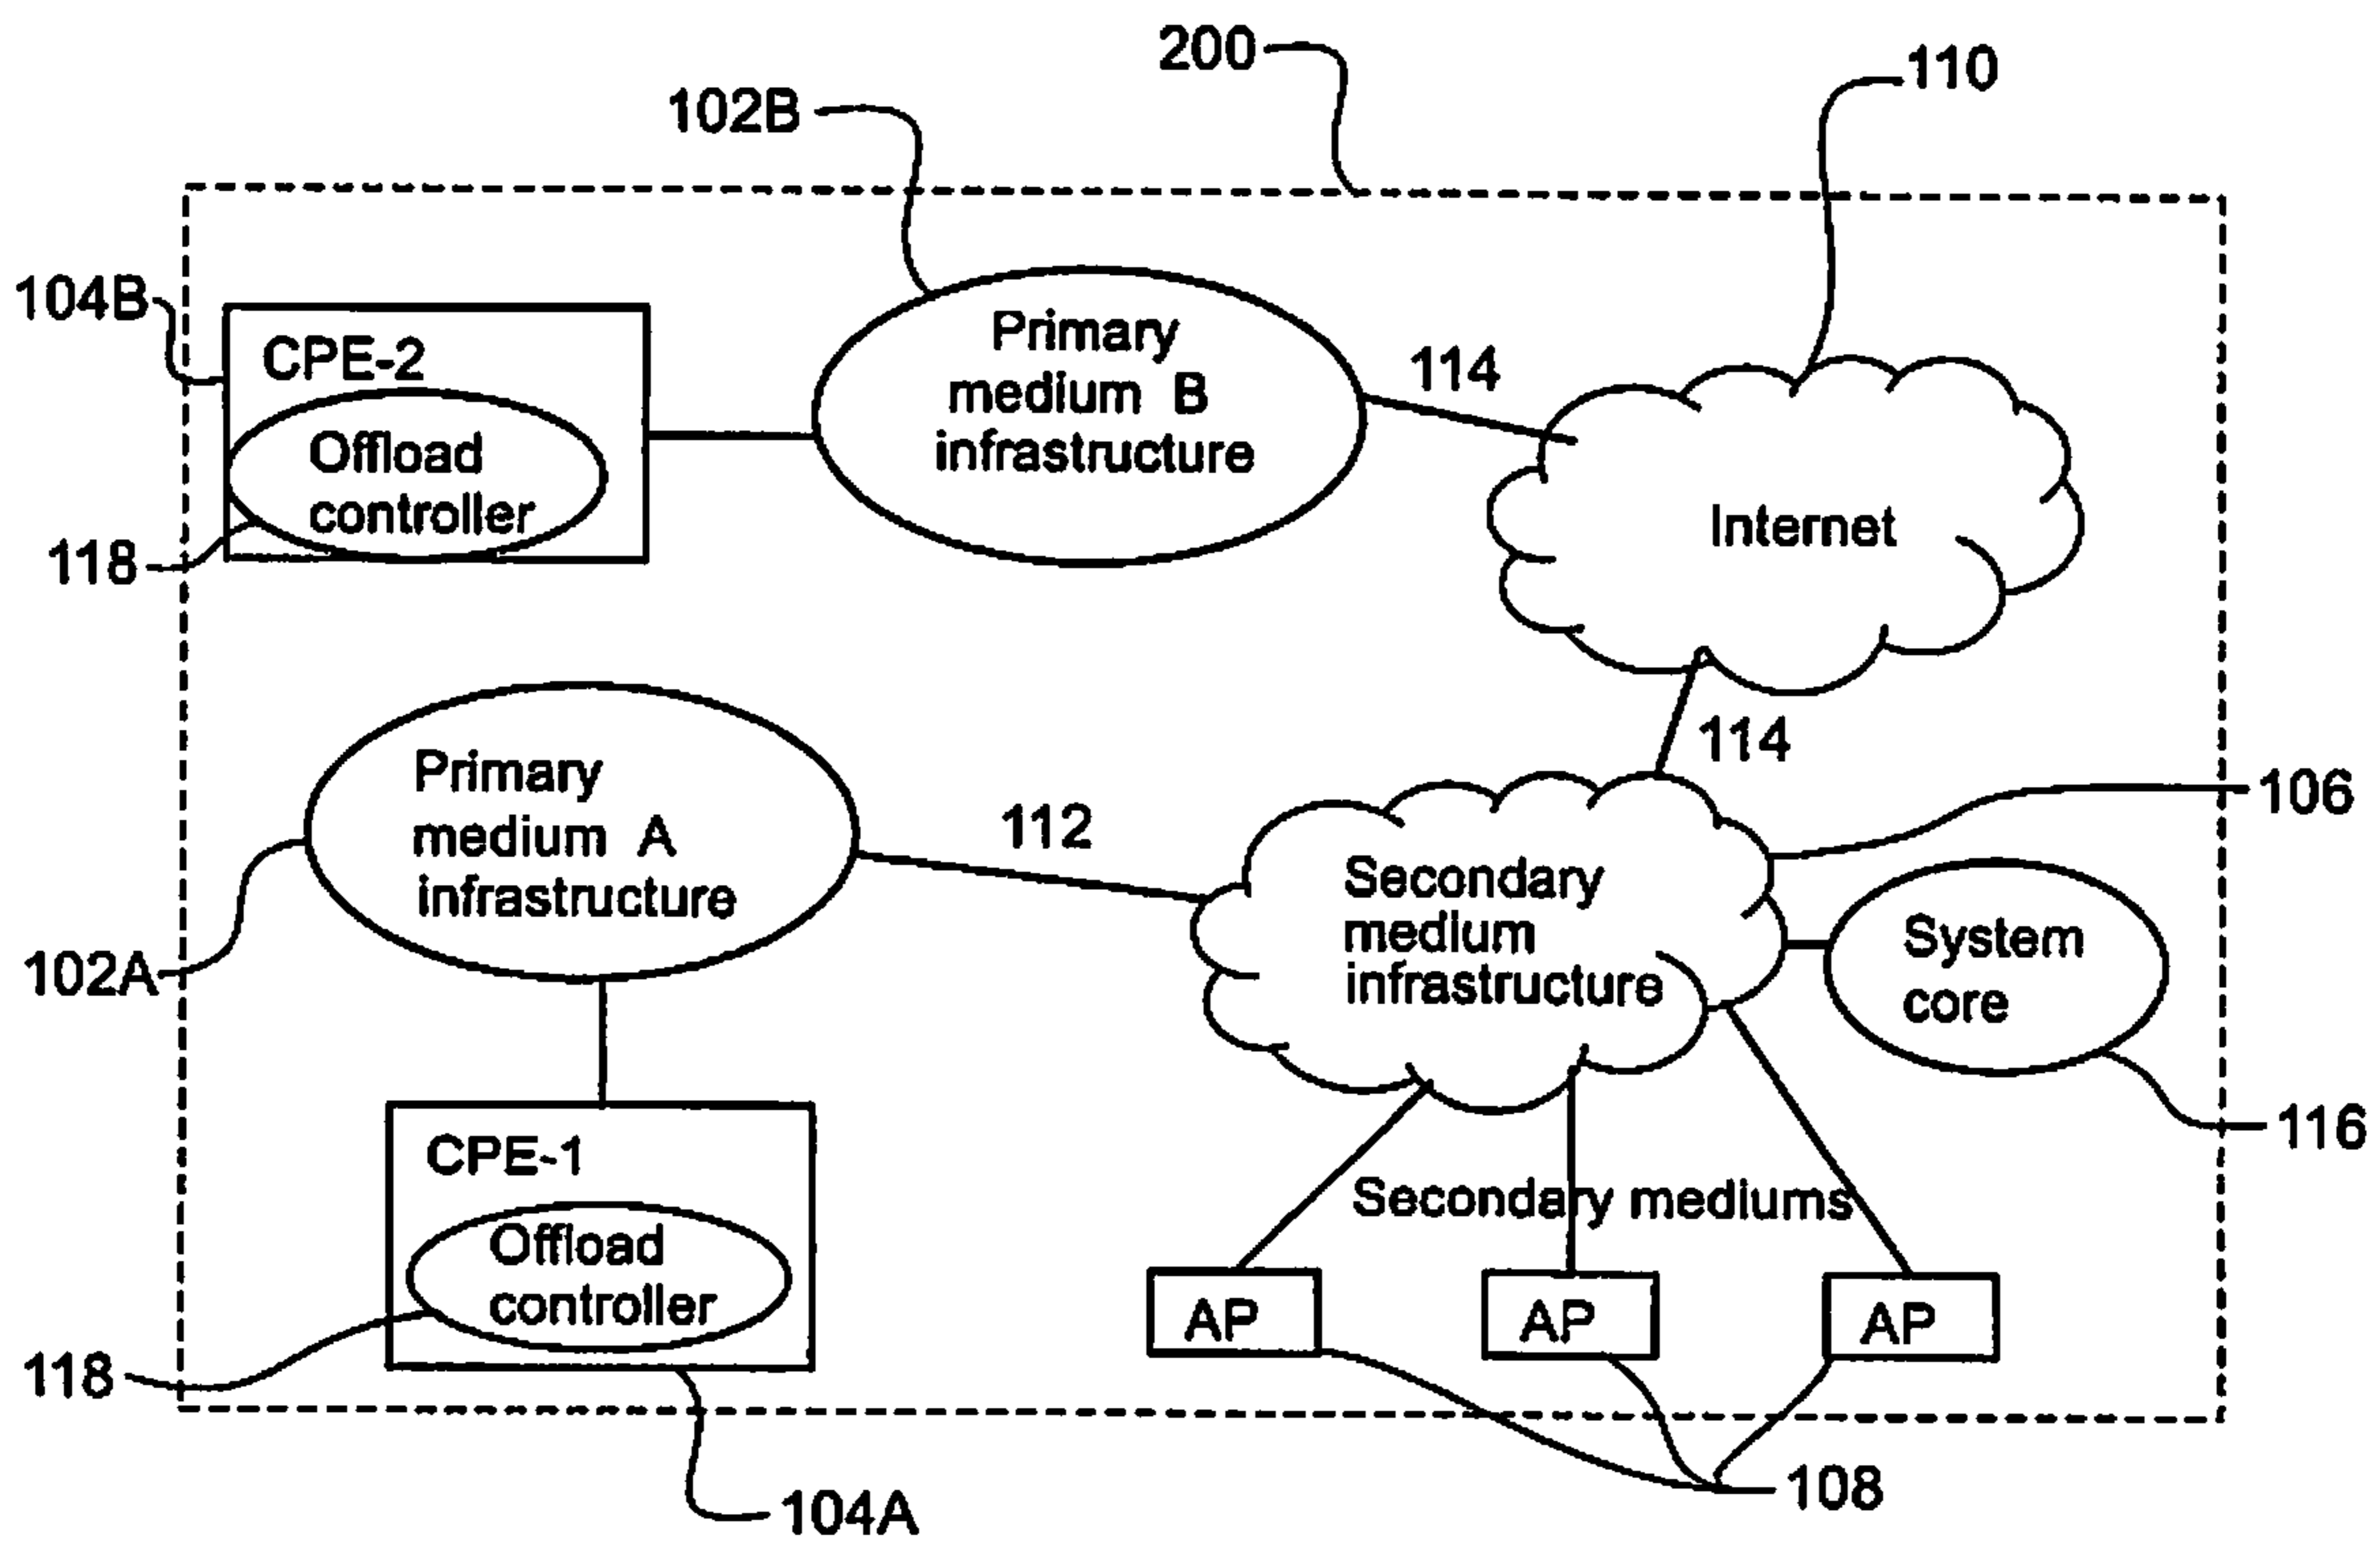 200
110
102B
104B
CPE-2
Offload
controller
118
Primary
medium B
infrastructure
114
Internet
114
Primary
medium A
infrastructure
102A
112
106
Secondary
medium
infrastructure
System
core
116
CPE-1
Offload
controller
118
104A
Secondary mediums
AP
AP
AP
108